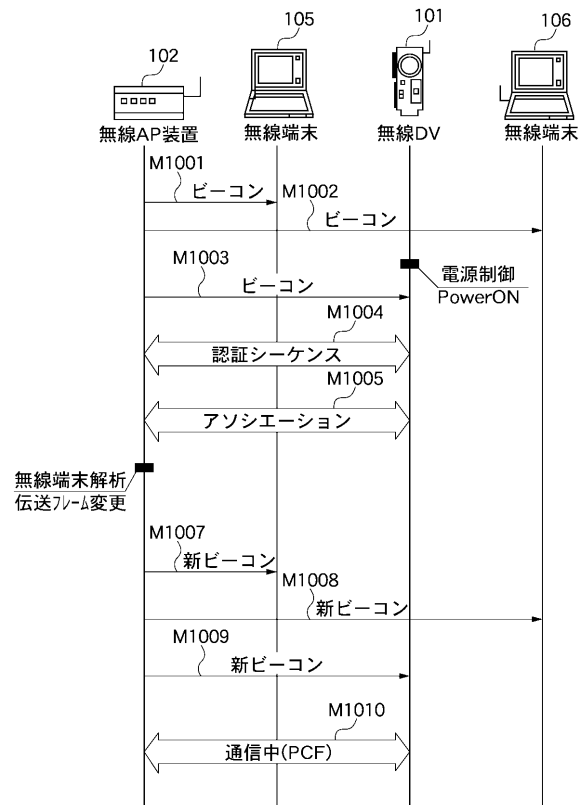 105
101
106
102
無線AP装置
無線端末
無線DV
無線端末
M1001
ビーコン
M1002
ビーコン
電源制御
PowerON
M1003
ビーコン
M1004
認証シーケンス
M1005
アソシエーション
無線端末解析
伝送フレーム変更
M1007
新ビーコン
M1008
新ビーコン
M1009
新ビーコン
M1010
通信中(PCF)